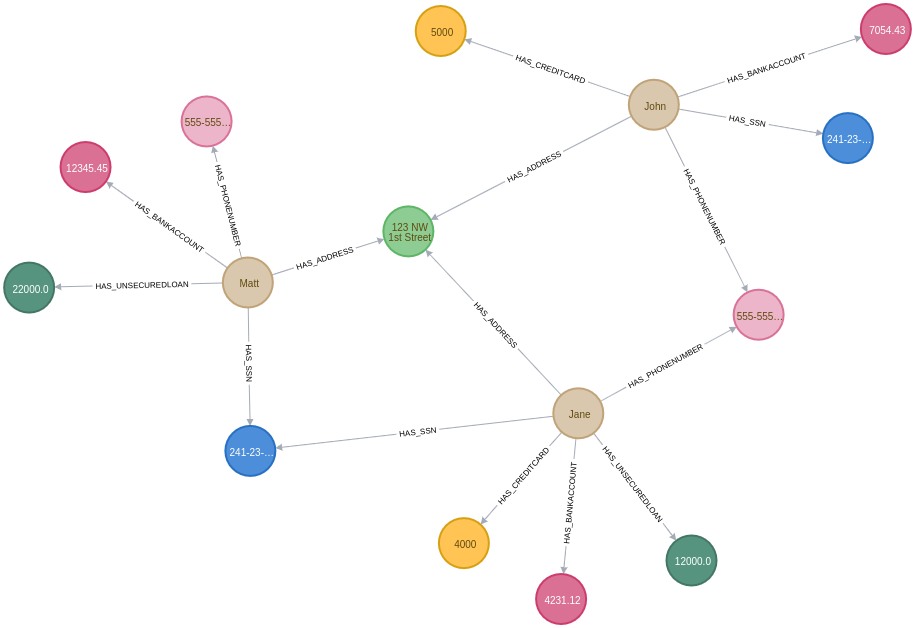 5000
7054.43
HAS_CREDITCARD
HAS_BANKACCOUNT
John
HAS_SSN
241-23-...
555-555...
12345.45
HAS_PHONENUMBER
HAS_ADDRESS
HAS_PHONENUMBER
HAS_BANKACCOUNT
123 NW
1st Street
HAS_ADDRESS
Matt
22000.0
HAS_UNSECUREDLOAN
555-555...
HAS_ADDRESS
HAS_SSN
HAS_PHONENUMBER
Jane
HAS_SSN
241-23-...
HAS_CREDITCARD
HAS_BANKACCOUNT
HAS_UNSECUREDLOAN
4000
12000.0
4231.12